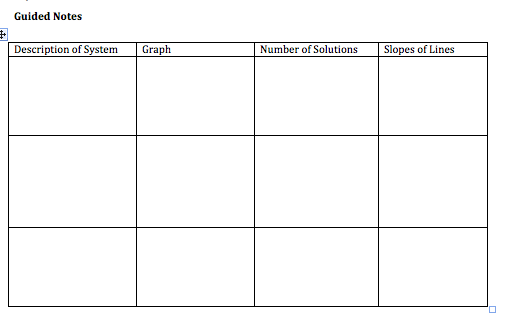 Guided Notes
Description of System Graph Number of Solutions Slopes of Lines